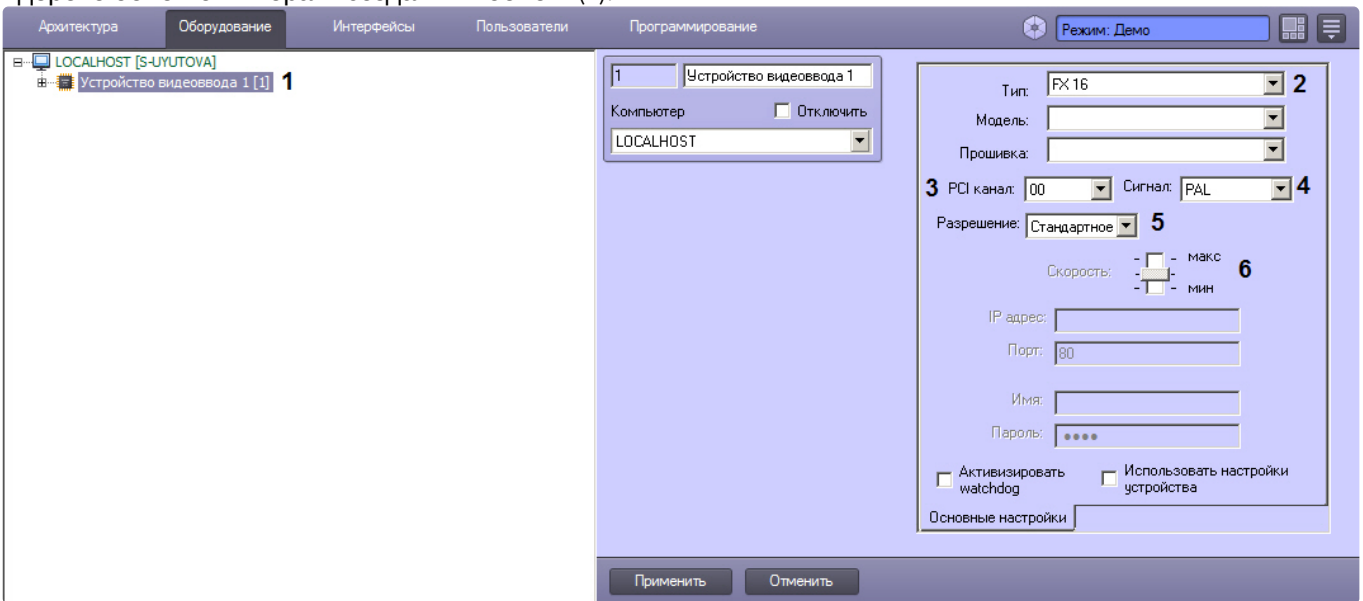 Архитектура Оборудование Интерфейсы Пользователи Программирование Режим: Демо
LOCALHOST [S-UYUTOVA]
Устройство видеоввода 1 [1] 1
1 Устройство видеоввода 1
Компьютер Отключить
LOCALHOST
Тип: FX 16 2
Модель:
Прошивка:
3 PCI канал: 00 Сигнал: PAL 4
Разрешение: Стандартное 5
Скорость: макс 6
мин
IP адрес:
Порт: 80
Имя:
Пароль: ••••
Активизировать watchdog
Использовать настройки устройства
Основные настройки
Применить Отменить